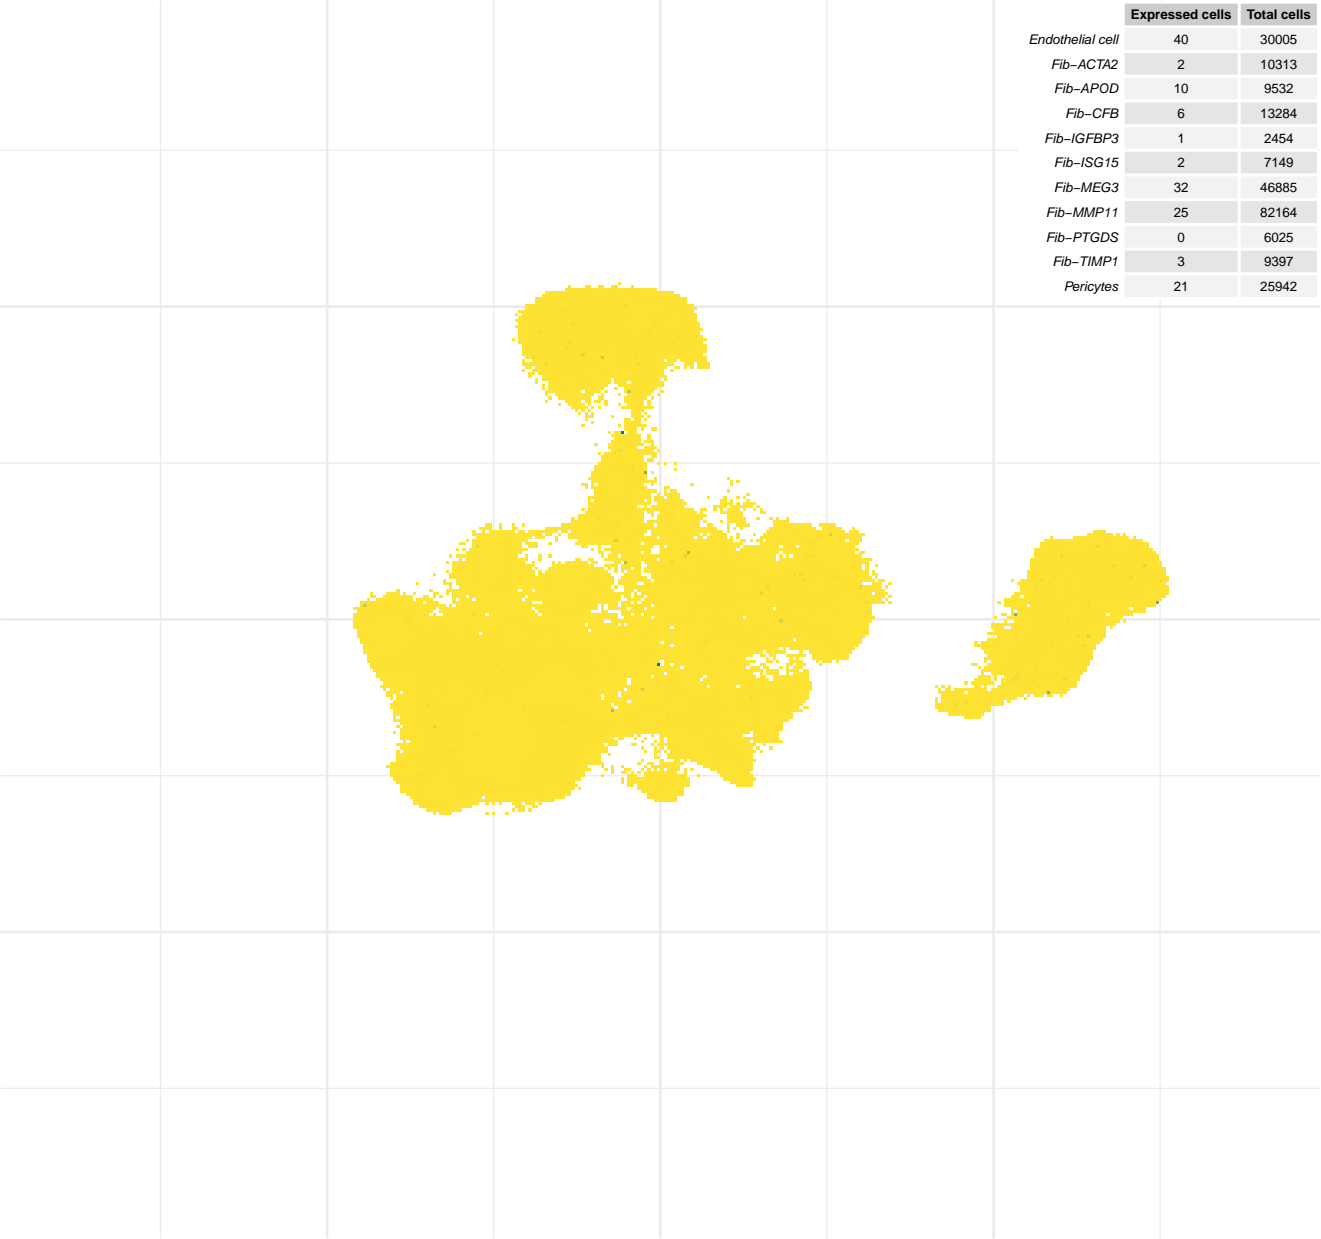 Expressed cells Total cells
Endothelial cell 40 30005
Fib−ACTA2 2 10313
Fib−APOD 10 9532
Fib−CFB 6 13284
Fib−IGFBP3 1 2454
Fib−ISG15 2 7149
Fib−MEG3 32 46885
Fib−MMP11 25 82164
Fib−PTGDS 0 6025
Fib−TIMP1 3 9397
Pericytes 21 25942